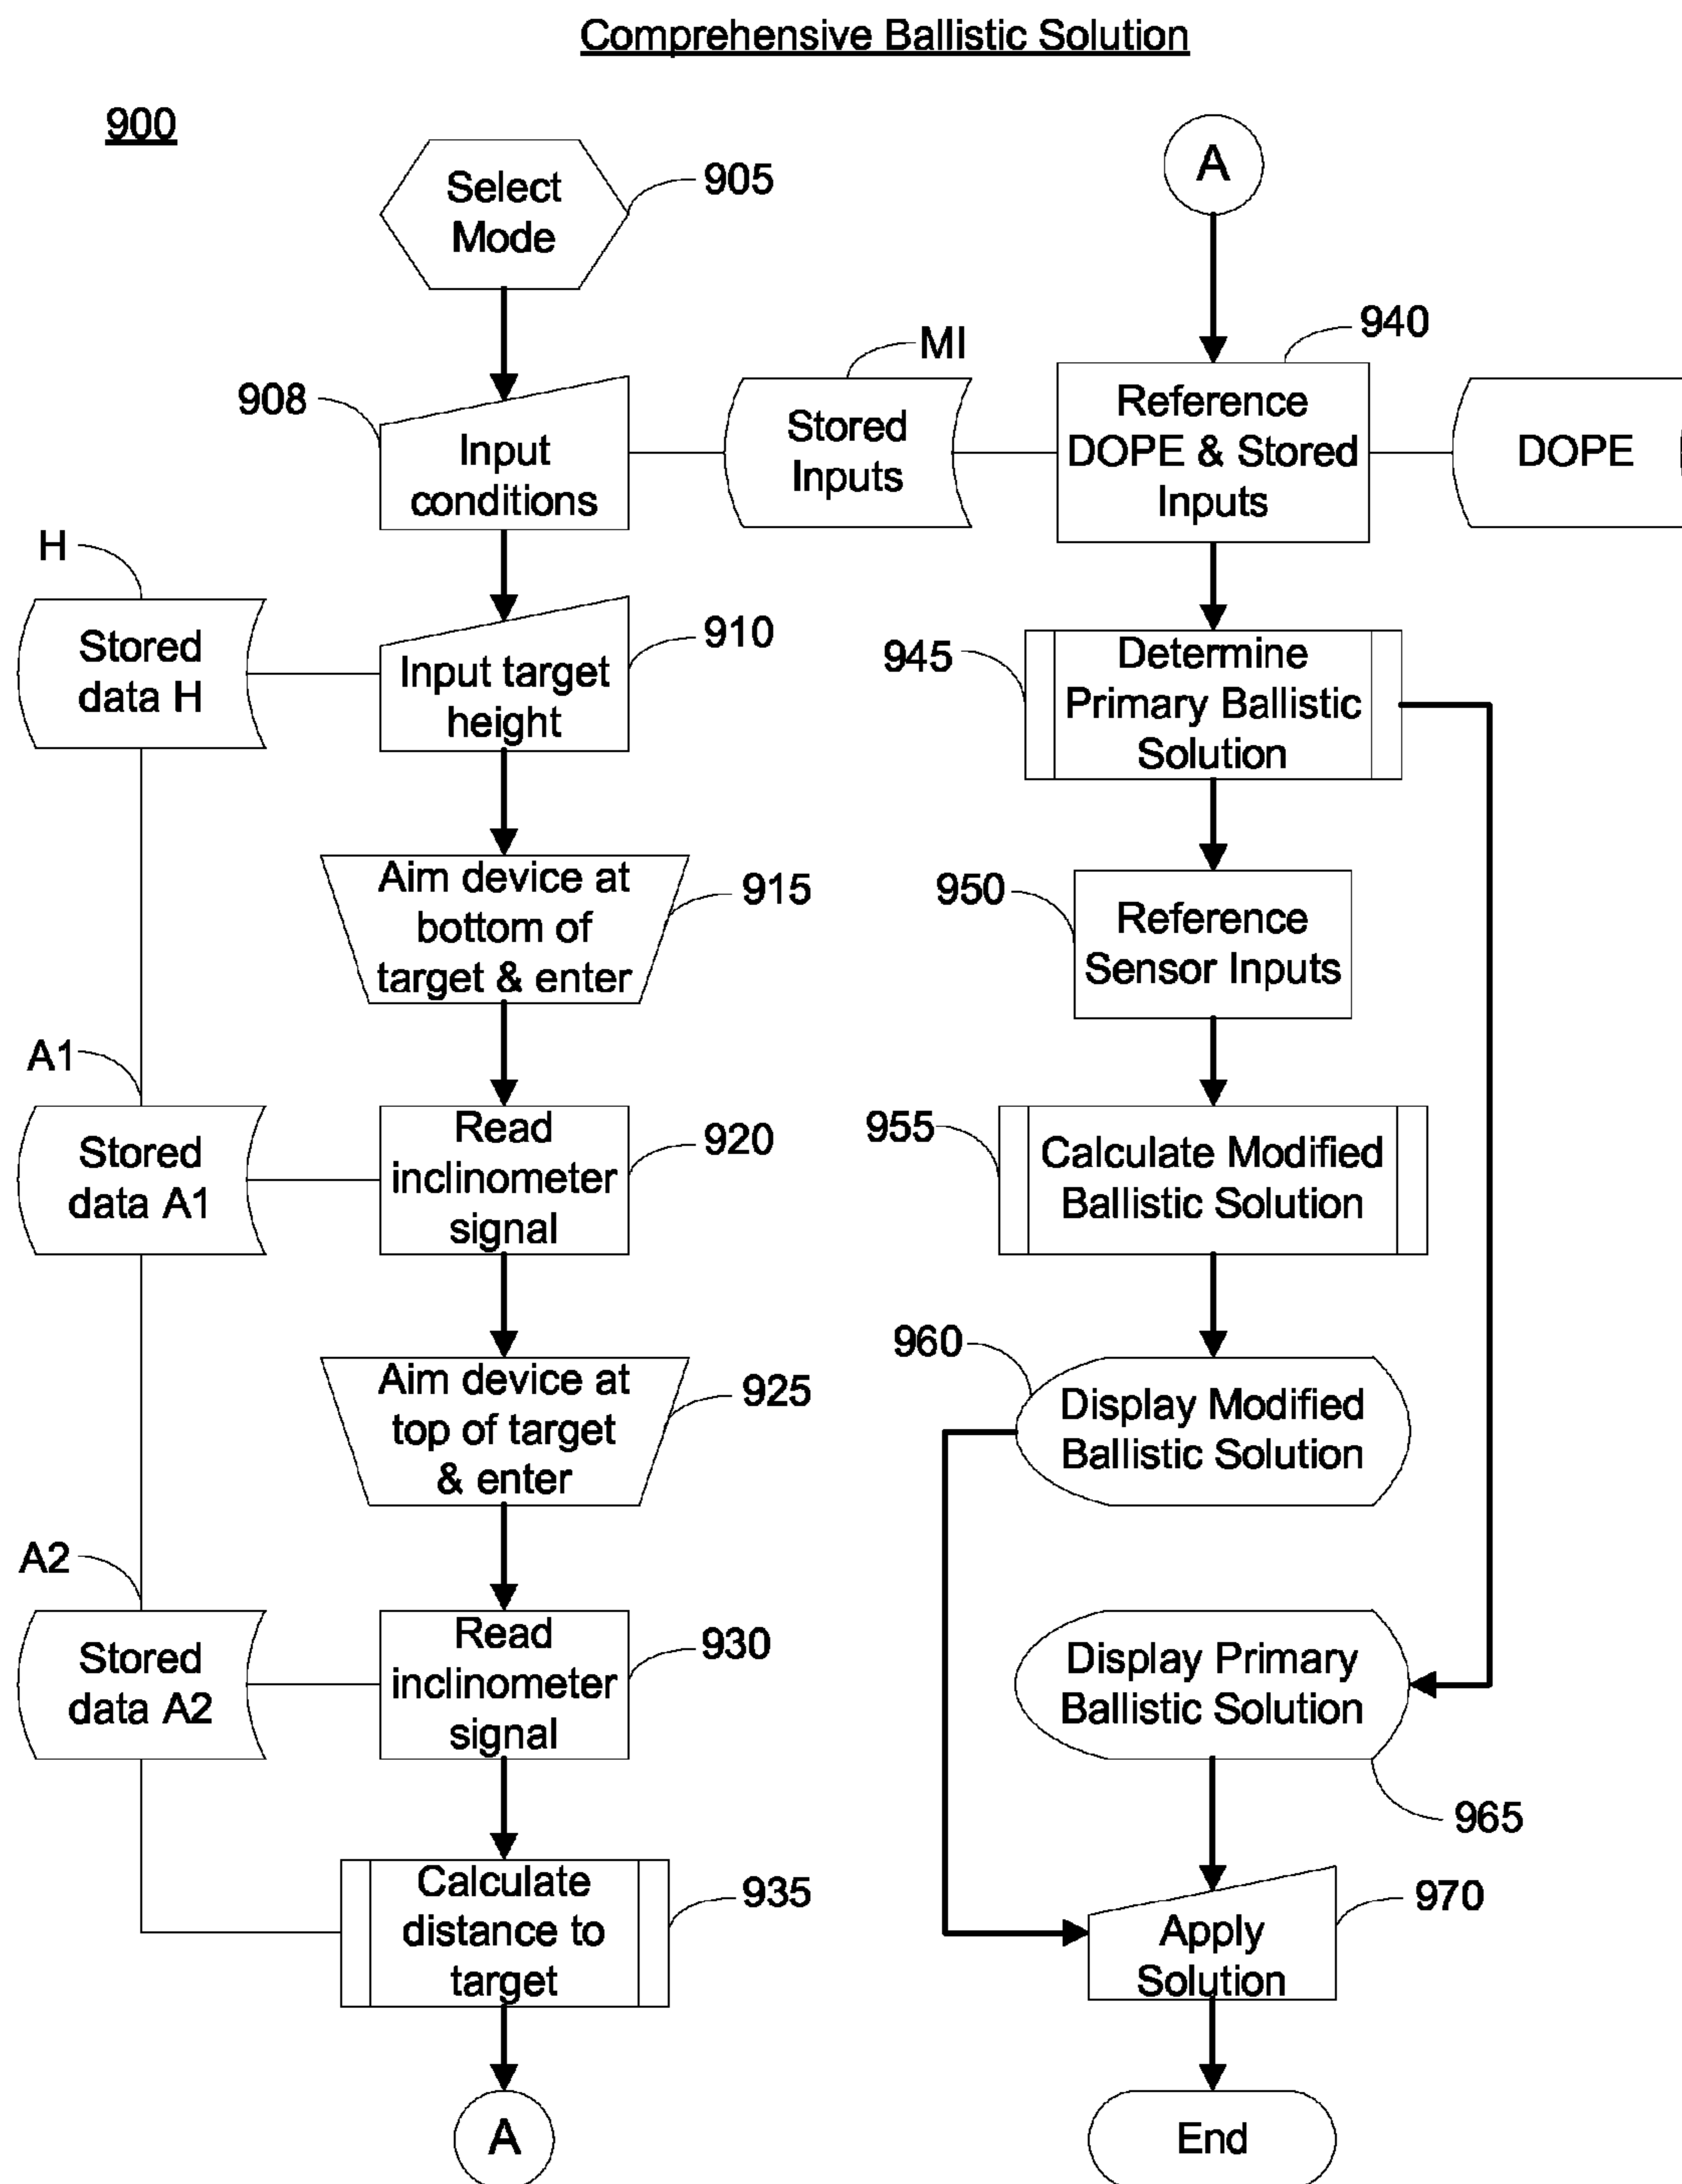 Comprehensive Ballistic Solution
900
Select
Mode
905
908
Input
conditions
MI
Stored
Inputs
H
Stored
data H
Input target
height
910
Aim device at
bottom of
target & enter
915
A1
Stored
data A1
Read
inclinometer
signal
920
Aim device at
top of target
& enter
925
A2
Stored
data A2
Read
inclinometer
signal
930
Calculate
distance to
target
935
A
A
940
Reference
DOPE & Stored
Inputs
DOPE
945
Determine
Primary Ballistic
Solution
950
Reference
Sensor Inputs
955
Calculate Modified
Ballistic Solution
960
Display Modified
Ballistic Solution
Display Primary
Ballistic Solution
965
Apply
Solution
970
End